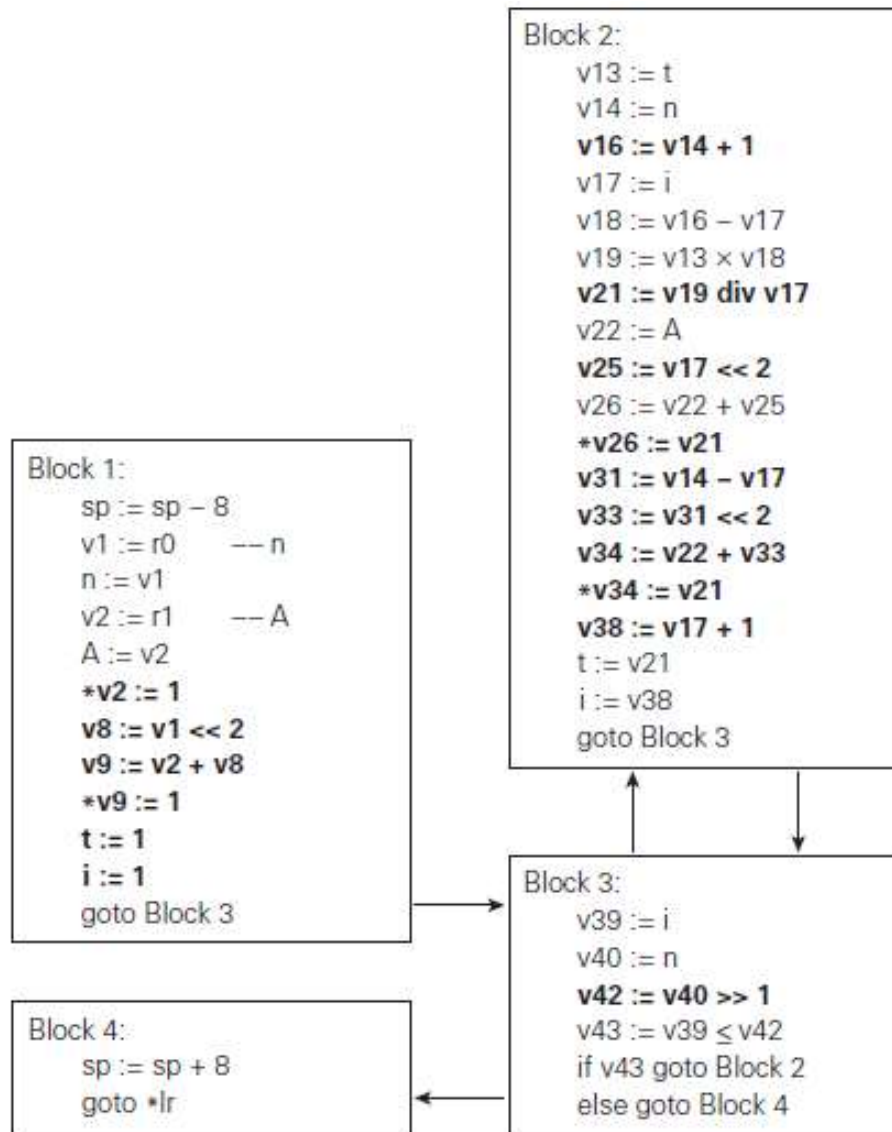 Block 1:
sp := sp – 8
v1 := r0 –– n
n := v1
v2 := r1 –– A
A := v2
*v2 := 1
v8 := v1 << 2
v9 := v2 + v8
*v9 := 1
t := 1
i := 1
goto Block 3
Block 2:
v13 := t
v14 := n
v16 := v14 + 1
v17 := i
v18 := v16 – v17
v19 := v13 × v18
v21 := v19 div v17
v22 := A
v25 := v17 << 2
v26 := v22 + v25
*v26 := v21
v31 := v14 – v17
v33 := v31 << 2
v34 := v22 + v33
*v34 := v21
v38 := v17 + 1
t := v21
i := v38
goto Block 3
Block 3:
v39 := i
v40 := n
v42 := v40 >> 1
v43 := v39 ≤ v42
if v43 goto Block 2
else goto Block 4
Block 4:
sp := sp + 8
goto *lr